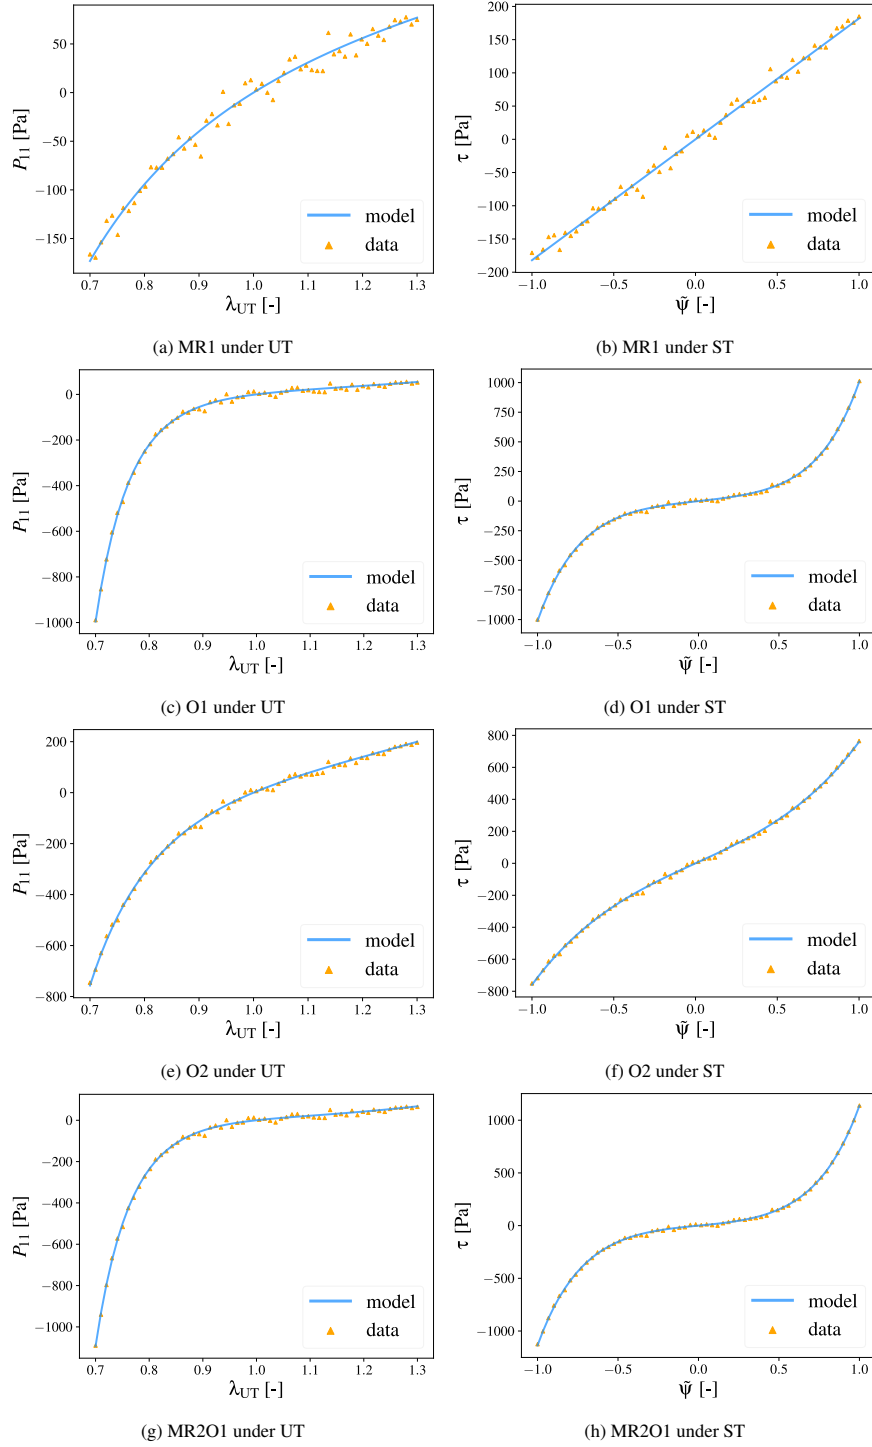 50
0
−50
−100
−150
P11 [Pa]
model
data
0.7 0.8 0.9 1.0 1.1 1.2 1.3
λUT [-]
(a) MR1 under UT
200
150
100
50
0
−50
−100
−150
−200
τ [Pa]
model
data
−1.0 −0.5 0.0 0.5 1.0
ψ̃ [-]
(b) MR1 under ST
0
−200
−400
−600
−800
−1000
P11 [Pa]
model
data
0.7 0.8 0.9 1.0 1.1 1.2 1.3
λUT [-]
(c) O1 under UT
1000
750
500
250
0
−250
−500
−750
−1000
τ [Pa]
model
data
−1.0 −0.5 0.0 0.5 1.0
ψ̃ [-]
(d) O1 under ST
200
0
−200
−400
−600
−800
P11 [Pa]
model
data
0.7 0.8 0.9 1.0 1.1 1.2 1.3
λUT [-]
(e) O2 under UT
800
600
400
200
0
−200
−400
−600
−800
τ [Pa]
model
data
−1.0 −0.5 0.0 0.5 1.0
ψ̃ [-]
(f) O2 under ST
0
−200
−400
−600
−800
−1000
P11 [Pa]
model
data
0.7 0.8 0.9 1.0 1.1 1.2 1.3
λUT [-]
(g) MR2O1 under UT
1000
500
0
−500
−1000
τ [Pa]
model
data
−1.0 −0.5 0.0 0.5 1.0
ψ̃ [-]
(h) MR2O1 under ST